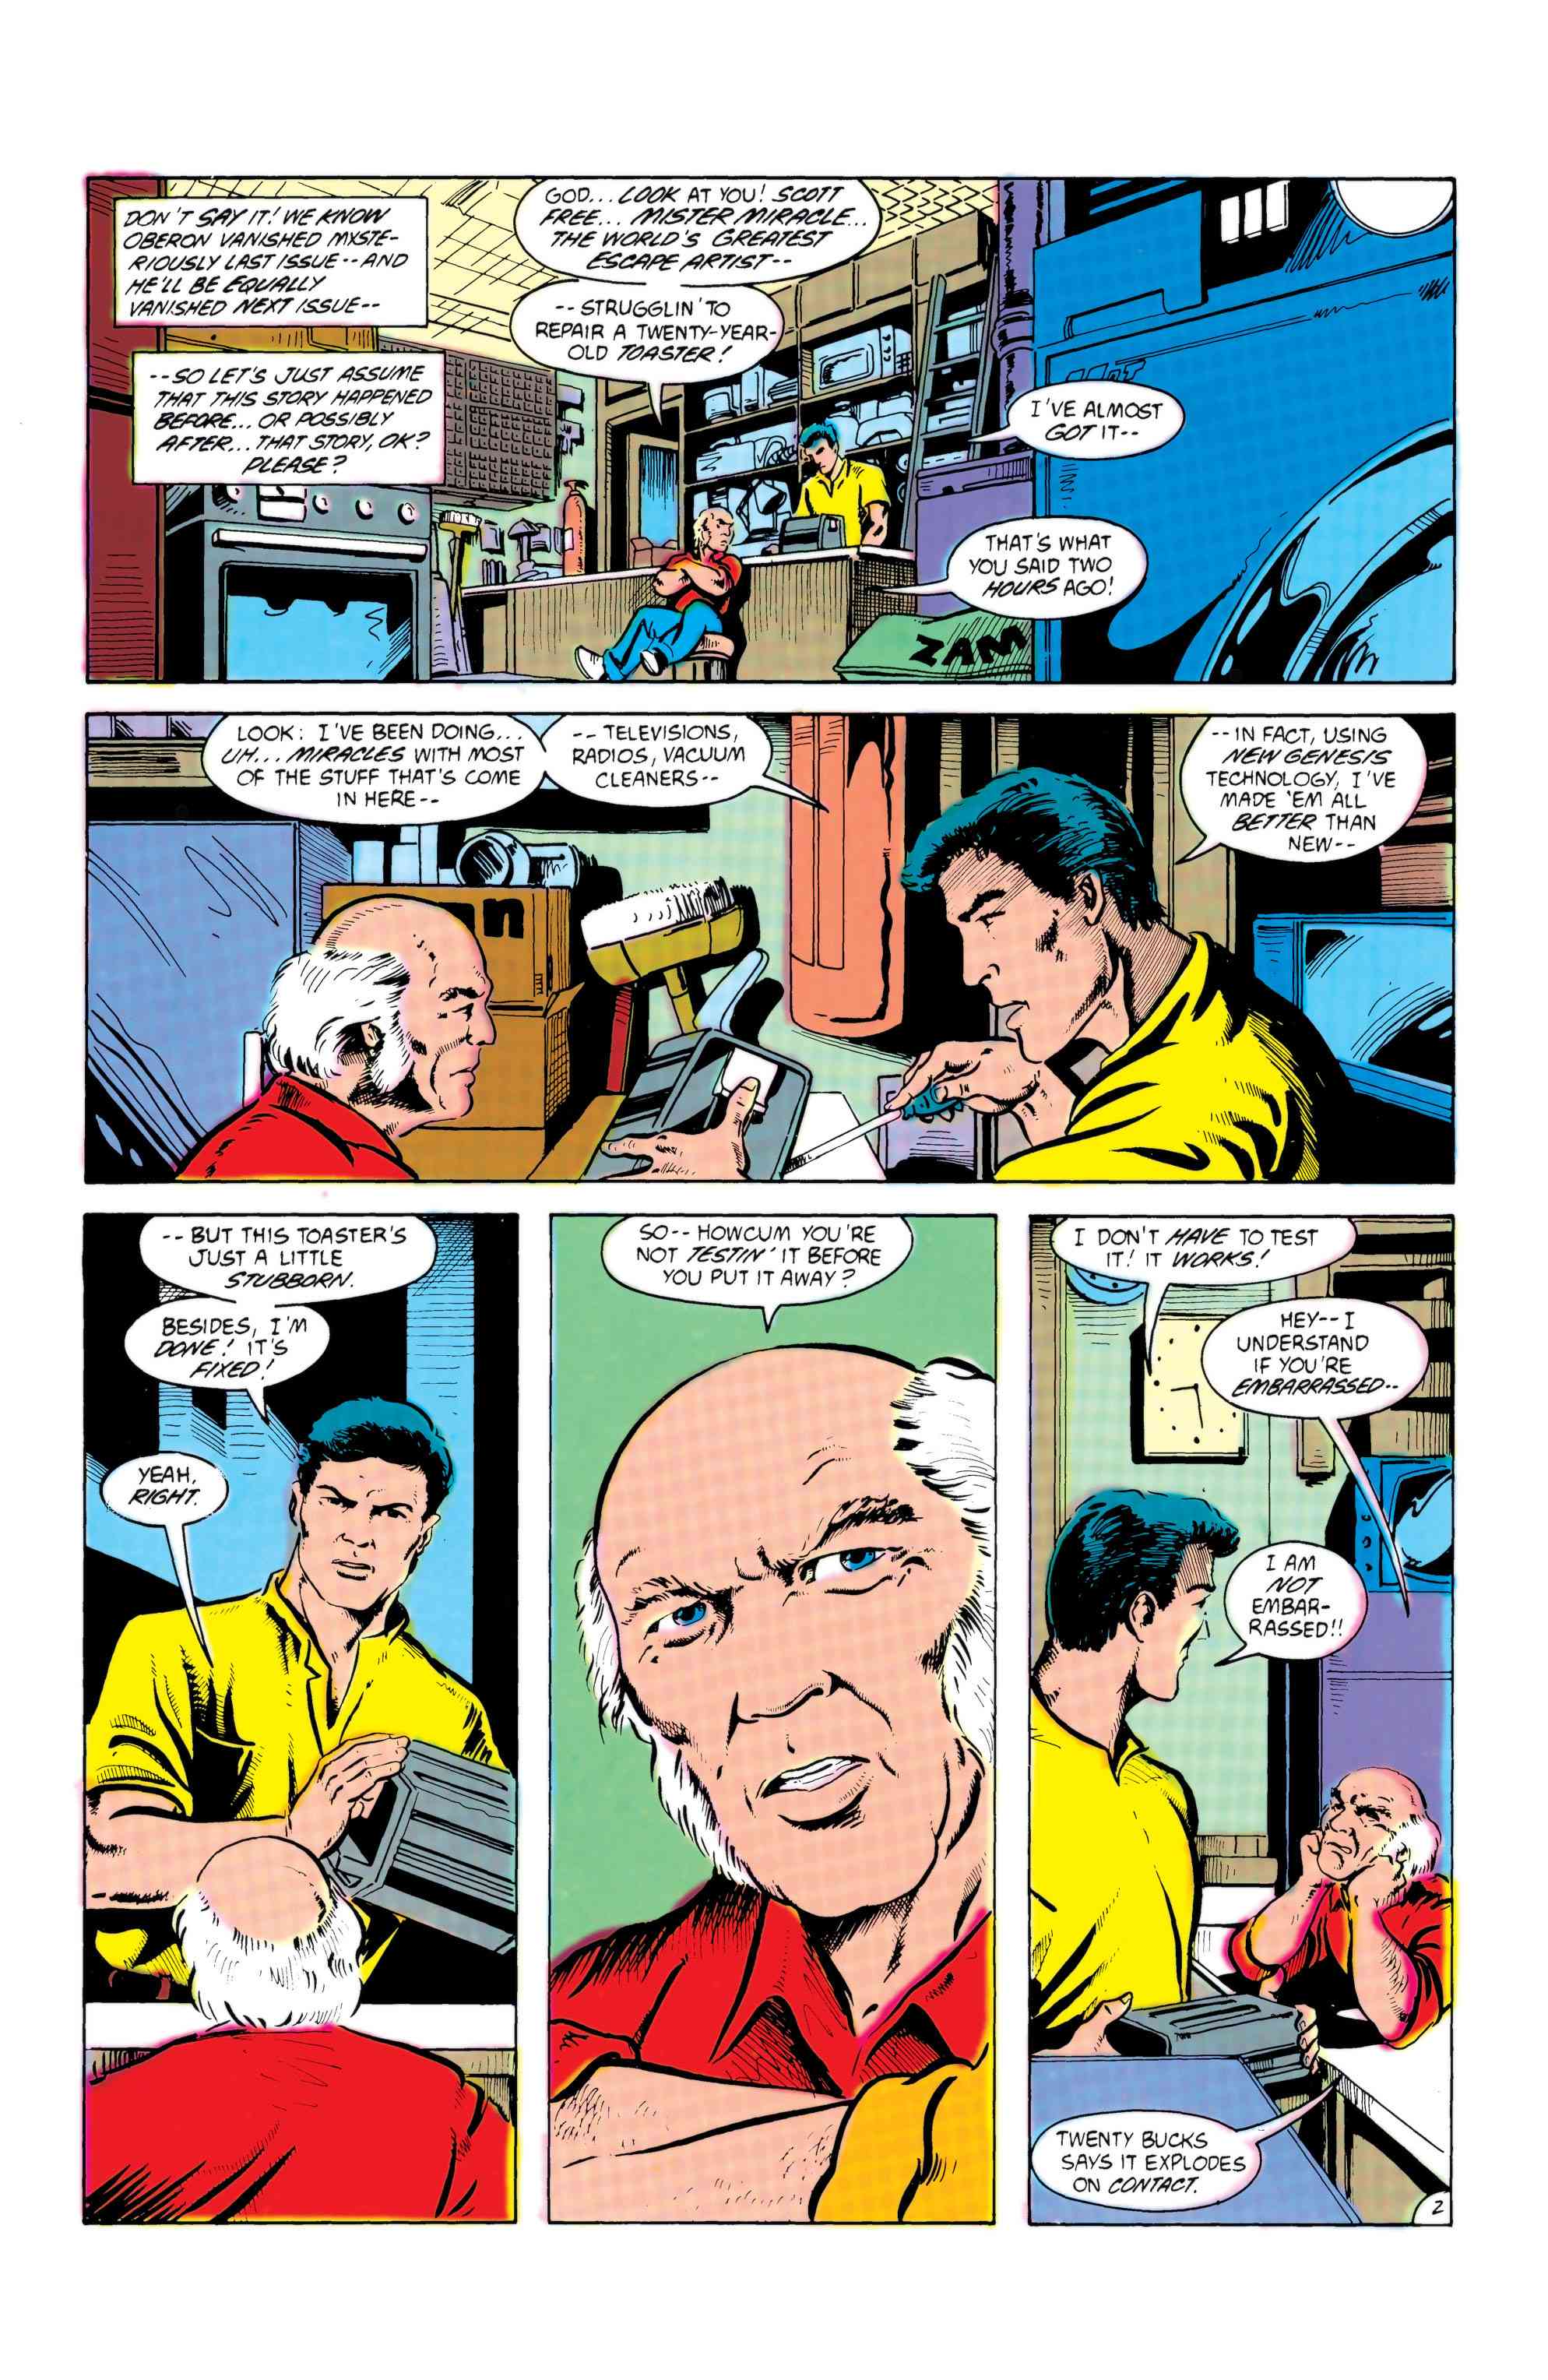 DON'T SAY IT! WE KNOW
OBERON VANISHED MYSTE-
RIOUSLY LAST ISSUE--AND
HE'LL BE EQUALLY
VANISHED NEXT ISSUE--
--SO LET'S JUST ASSUME
THAT THIS STORY HAPPENED
BEFORE... OR POSSIBLY
AFTER... THAT STORY, OK?
PLEASE?
GOD... LOOK AT YOU! SCOTT
FREE... MISTER MIRACLE...
THE WORLD'S GREATEST
ESCAPE ARTIST--
--STRUGGLIN' TO
REPAIR A TWENTY-YEAR-
OLD TOASTER!
I'VE ALMOST
GOT IT--
THAT'S WHAT
YOU SAID TWO
HOURS AGO!
ZAM
LOOK: I'VE BEEN DOING...
UH... MIRACLES WITH MOST
OF THE STUFF THAT'S COME
IN HERE--
-- TELEVISIONS,
RADIOS, VACUUM
CLEANERS--
--IN FACT, USING
NEW GENESIS
TECHNOLOGY, I'VE
MADE 'EM ALL
BETTER THAN
NEW--
-- BUT THIS TOASTER'S
JUST A LITTLE
STUBBORN.
BESIDES, I'M
DONE! IT'S
FIXED!
YEAH,
RIGHT.
SO-- HOWCUM YOU'RE
NOT TESTIN' IT BEFORE
YOU PUT IT AWAY?
I DON'T HAVE TO TEST
IT! IT WORKS!
HEY--I
UNDERSTAND
IF YOU'RE
EMBARRASSED--
I AM
NOT
EMBAR-
RASSED!!
TWENTY BUCKS
SAYS IT EXPLODES
ON CONTACT.
2